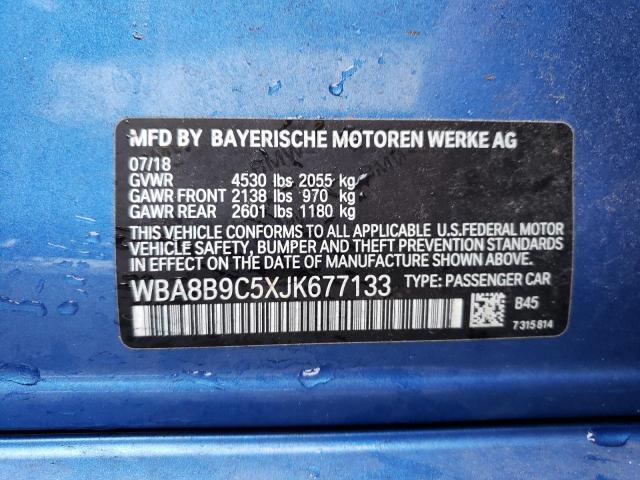 MFD BY BAYERISCHE MOTOREN WERKE AG
07/18
GVWR 4530 lbs 2055 kg
GAWR FRONT 2138 lbs 970 kg
GAWR REAR 2601 lbs 1180 kg
THIS VEHICLE CONFORMS TO ALL APPLICABLE U.S.FEDERAL MOTOR
VEHICLE SAFETY, BUMPER AND THEFT PREVENTION STANDARDS
IN EFFECT ON THE DATE OF MANUFACTURE SHOWN ABOVE.
WBA8B9C5XJK677133 TYPE: PASSENGER CAR
B45
7315814